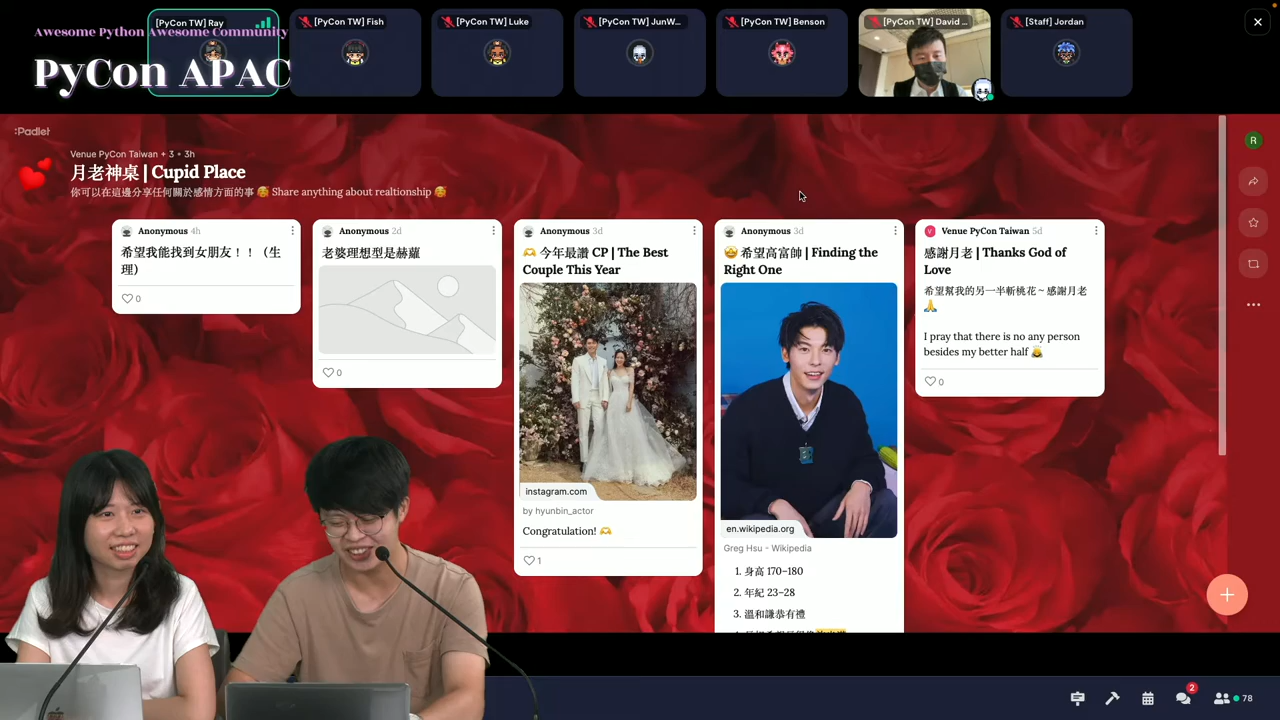 [PyCon TW] Ray
[PyCon TW] Fish
[PyCon TW] Luke
[PyCon TW] JunW...
[PyCon TW] Benson
[PyCon TW] David ...
[Staff] Jordan
Awesome Python Awesome Community
PyCon APAC
:Padlet
Venue PyCon Taiwan + 3 • 3h
月老神桌 | Cupid Place
你可以在這邊分享任何關於感情方面的事 🥰 Share anything about realtionship 🥰
R
Anonymous 4h
希望我能找到女朋友！！（生
理）
0
Anonymous 2d
老婆理想型是赫蘿
0
Anonymous 3d
🫶 今年最讚 CP | The Best
Couple This Year
instagram.com
by hyunbin_actor
Congratulation! 🫶
1
Anonymous 3d
🤩 希望高富帥 | Finding the
Right One
en.wikipedia.org
Greg Hsu - Wikipedia
1. 身高 170-180
2. 年紀 23-28
3. 溫和謙恭有禮
V
Venue PyCon Taiwan 5d
感謝月老 | Thanks God of
Love
希望幫我的另一半斬桃花~感謝月老
🙏
I pray that there is no any person
besides my better half 🙇
0
2
78